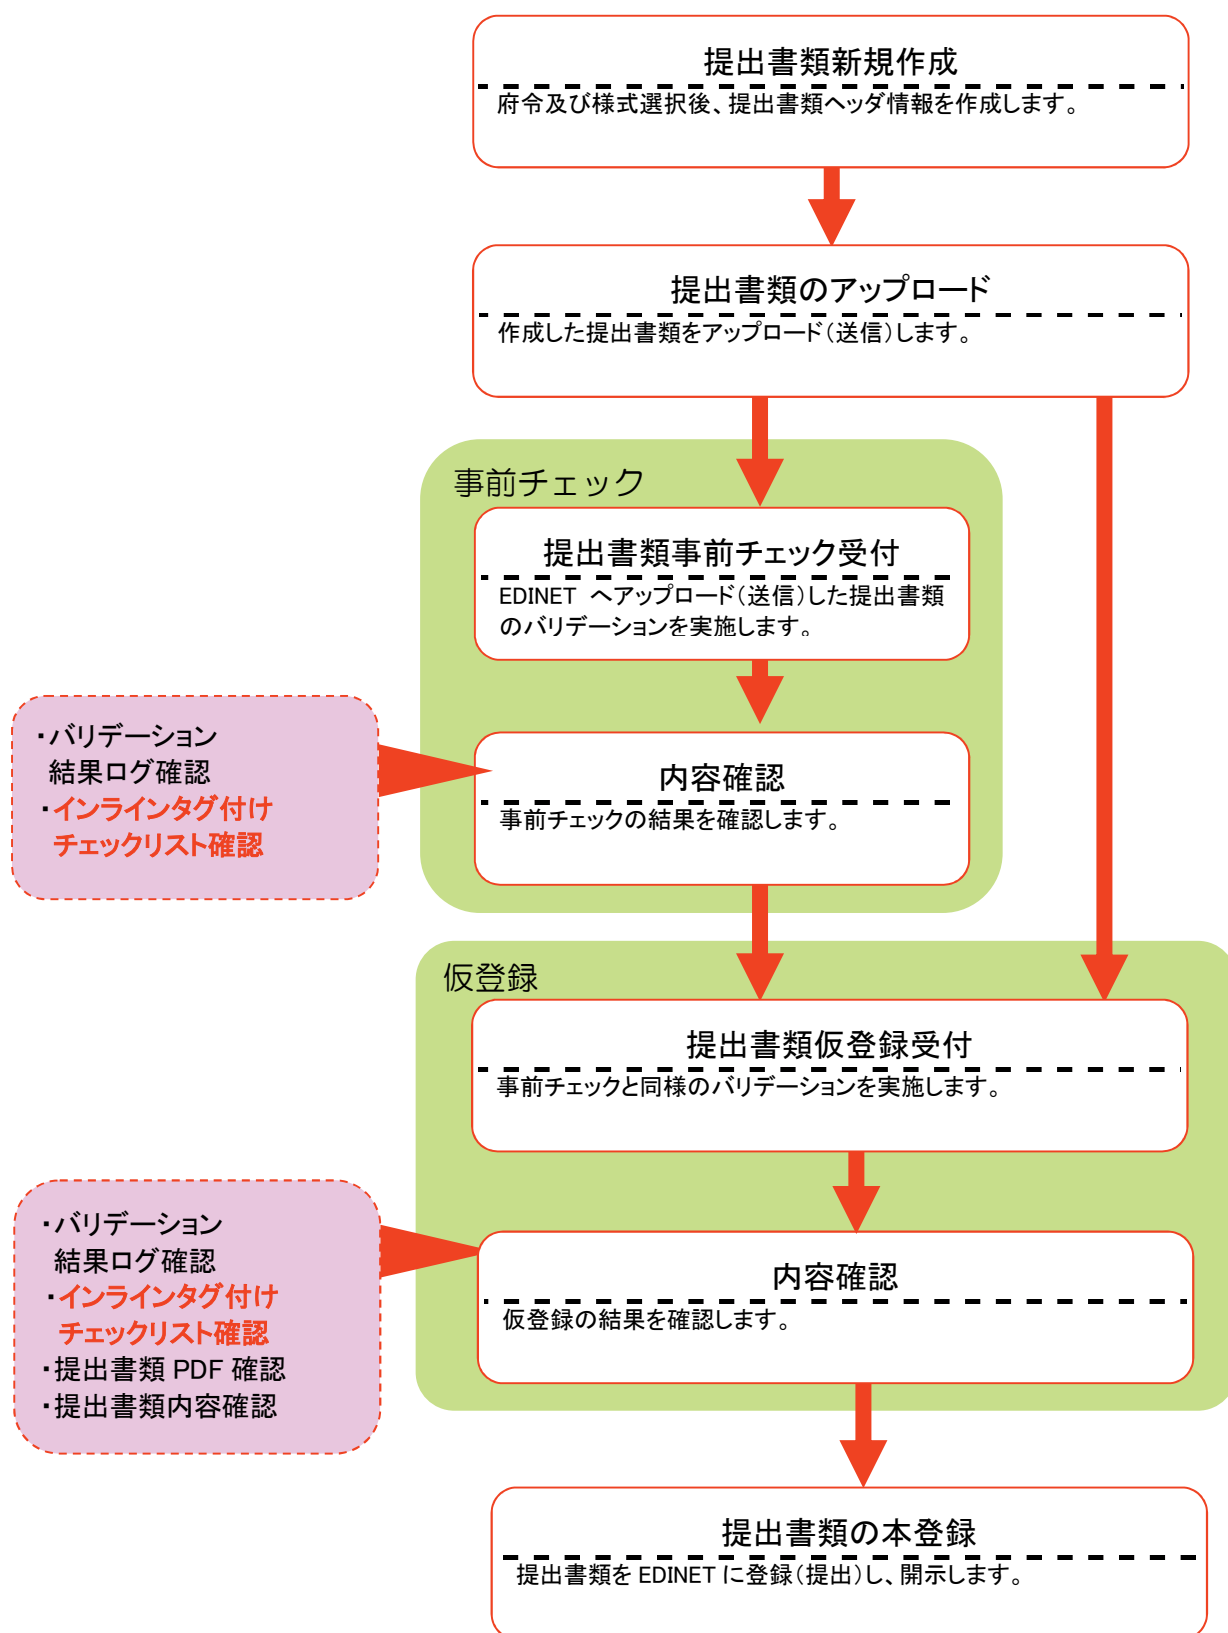 提出書類新規作成
府令及び様式選択後、提出書類ヘッダ情報を作成します。
提出書類のアップロード
作成した提出書類をアップロード（送信）します。
事前チェック
提出書類事前チェック受付
EDINET へアップロード（送信）した提出書類
のバリデーションを実施します。
・バリデーション
結果ログ確認
・インラインタグ付け
チェックリスト確認
内容確認
事前チェックの結果を確認します。
仮登録
提出書類仮登録受付
事前チェックと同様のバリデーションを実施します。
・バリデーション
結果ログ確認
・インラインタグ付け
チェックリスト確認
・提出書類 PDF 確認
・提出書類内容確認
内容確認
仮登録の結果を確認します。
提出書類の本登録
提出書類を EDINET に登録（提出）し、開示します。